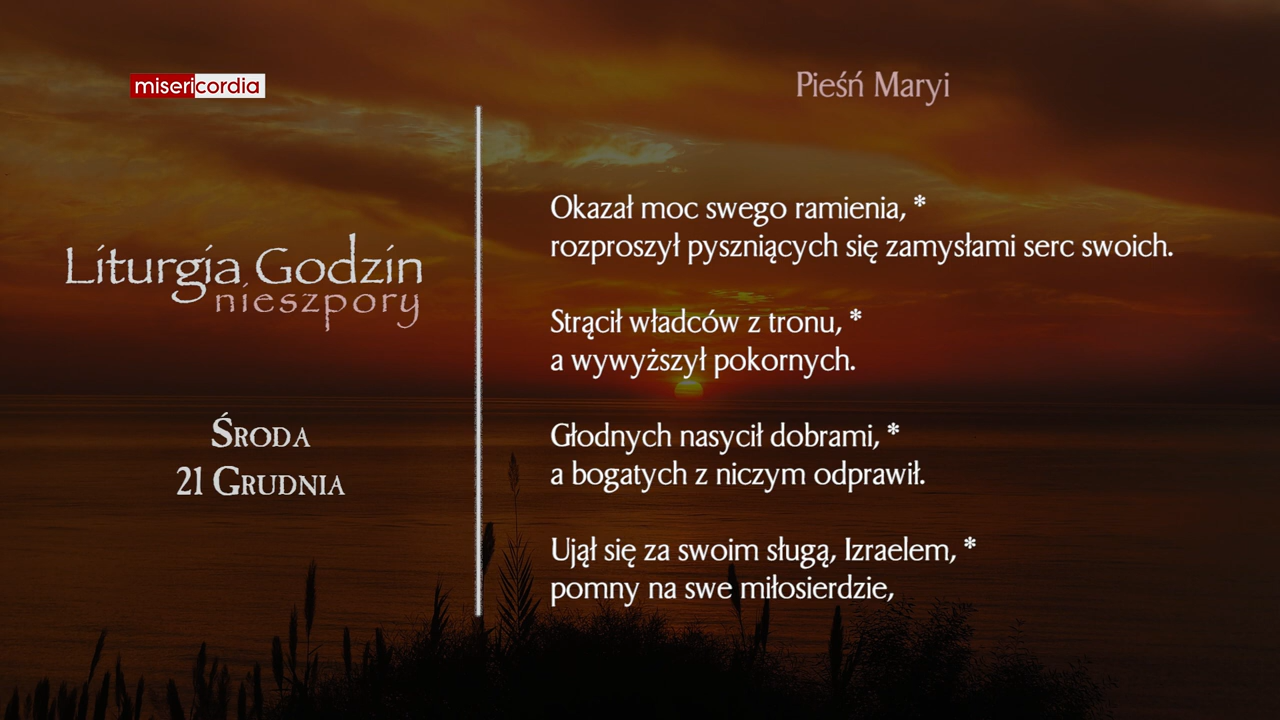 misericordia
Liturgia Godzin
nieszpory
Środa
21 Grudnia
Pieśń Maryi
Okazał moc swego ramienia, *
rozproszył pyszniących się zamysłami serc swoich.
Strącił władców z tronu, *
a wywyższył pokornych.
Głodnych nasycił dobrami, *
a bogatych z niczym odprawił.
Ujął się za swoim sługą, Izraelem, *
pomny na swe miłosierdzie,